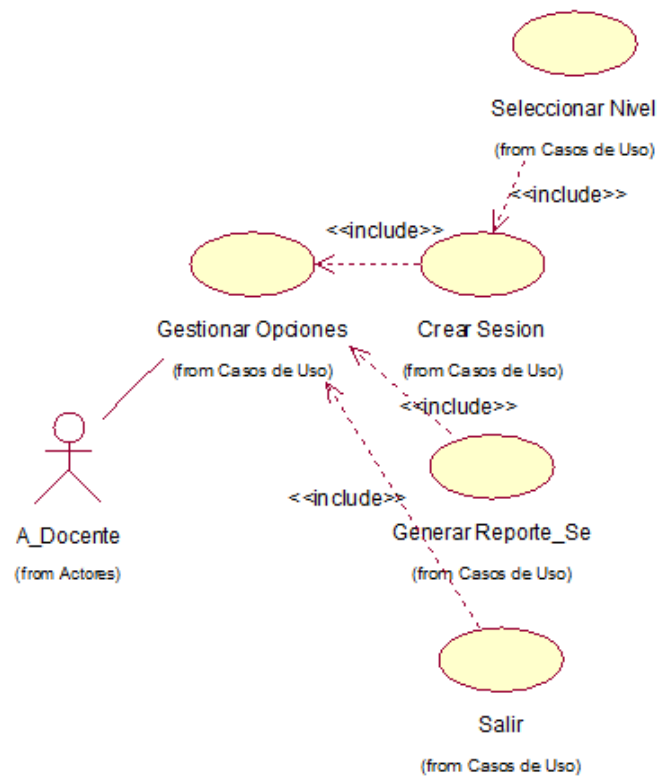 Seleccionar Nivel
(from Casos de Uso)
<<include>>
<<include>>
Gestionar Opciones
(from Casos de Uso)
Crear Sesion
(from Casos de Uso)
<<include>>
<<include>>
A_Docente
(from Actores)
Generar Reporte_Se
(from Casos de Uso)
Salir
(from Casos de Uso)